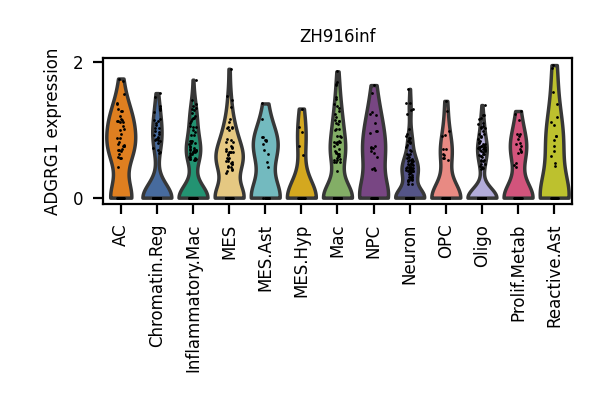 ZH916inf
ADGRG1 expression
2
0
AC
Chromatin.Reg
Inflammatory.Mac
MES
MES.Ast
MES.Hyp
Mac
NPC
Neuron
OPC
Oligo
Prolif.Metab
Reactive.Ast